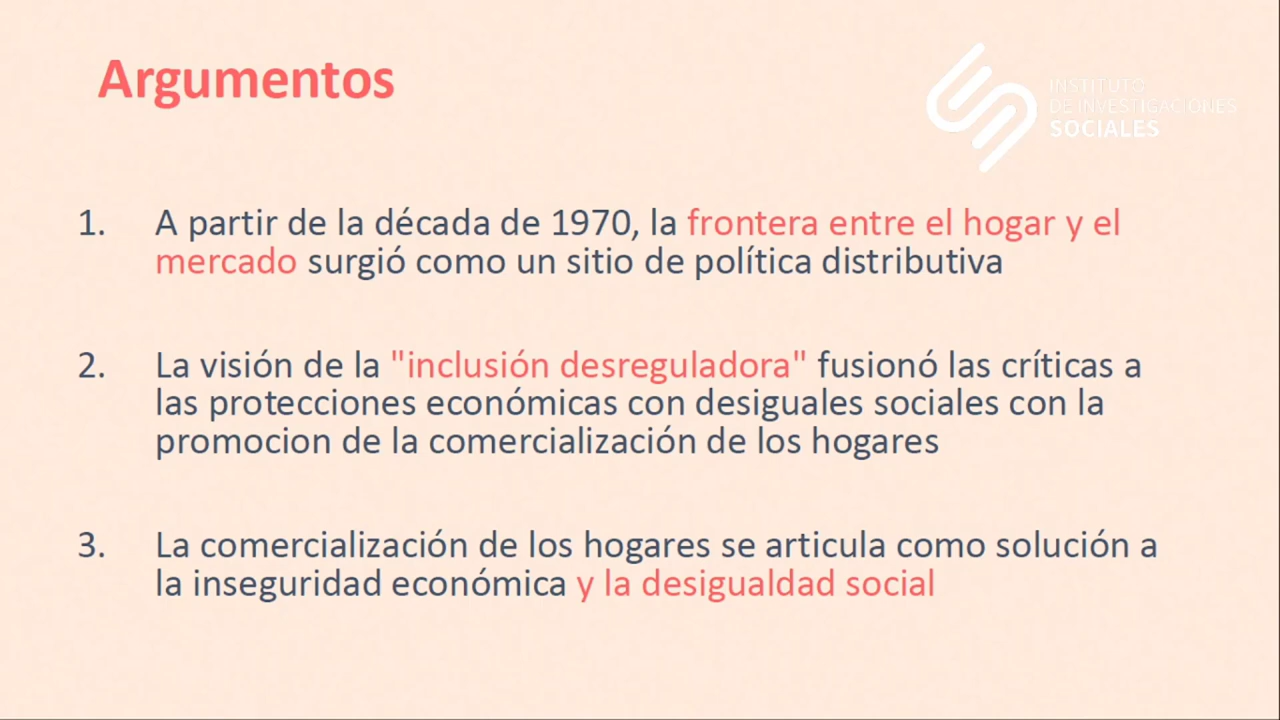 Argumentos
INSTITUTO
DE INVESTIGACIONES
SOCIALES
1. A partir de la década de 1970, la frontera entre el hogar y el
mercado surgió como un sitio de política distributiva
2. La visión de la "inclusión desreguladora" fusionó las críticas a
las protecciones económicas con desiguales sociales con la
promocion de la comercialización de los hogares
3. La comercialización de los hogares se articula como solución a
la inseguridad económica y la desigualdad social